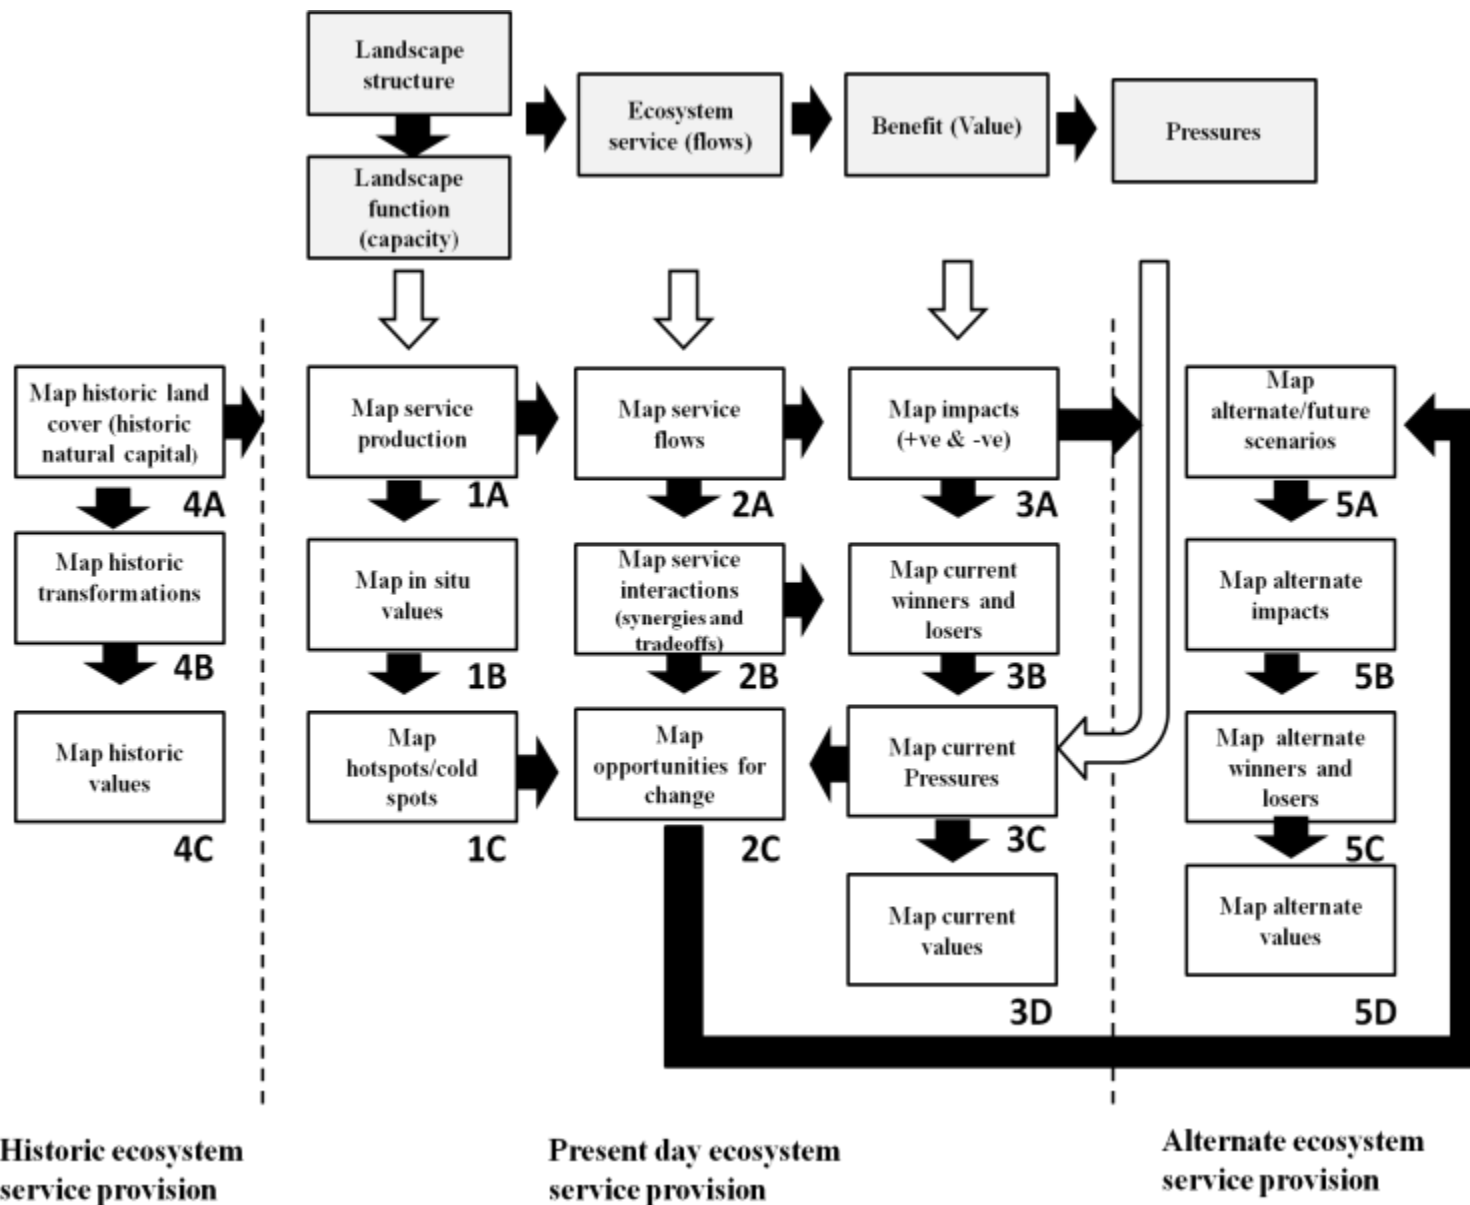 Landscape
structure
Ecosystem
service (flows)
Benefit (Value)
Pressures
Landscape
function
(capacity)
Map historic land
cover (historic
natural capital)
4A
Map service
production
1A
Map service
flows
2A
Map impacts
(+ve & -ve)
3A
Map
alternate/future
scenarios
5A
Map historic
transformations
4B
Map in situ
values
1B
Map service
interactions
(synergies and
tradeoffs)
2B
Map current
winners and
losers
3B
Map alternate
impacts
5B
Map historic
values
4C
Map
hotspots/cold
spots
1C
Map
opportunities for
change
2C
Map current
Pressures
3C
Map alternate
winners and
losers
5C
Map current
values
3D
Map alternate
values
5D
Historic ecosystem
service provision
Present day ecosystem
service provision
Alternate ecosystem
service provision